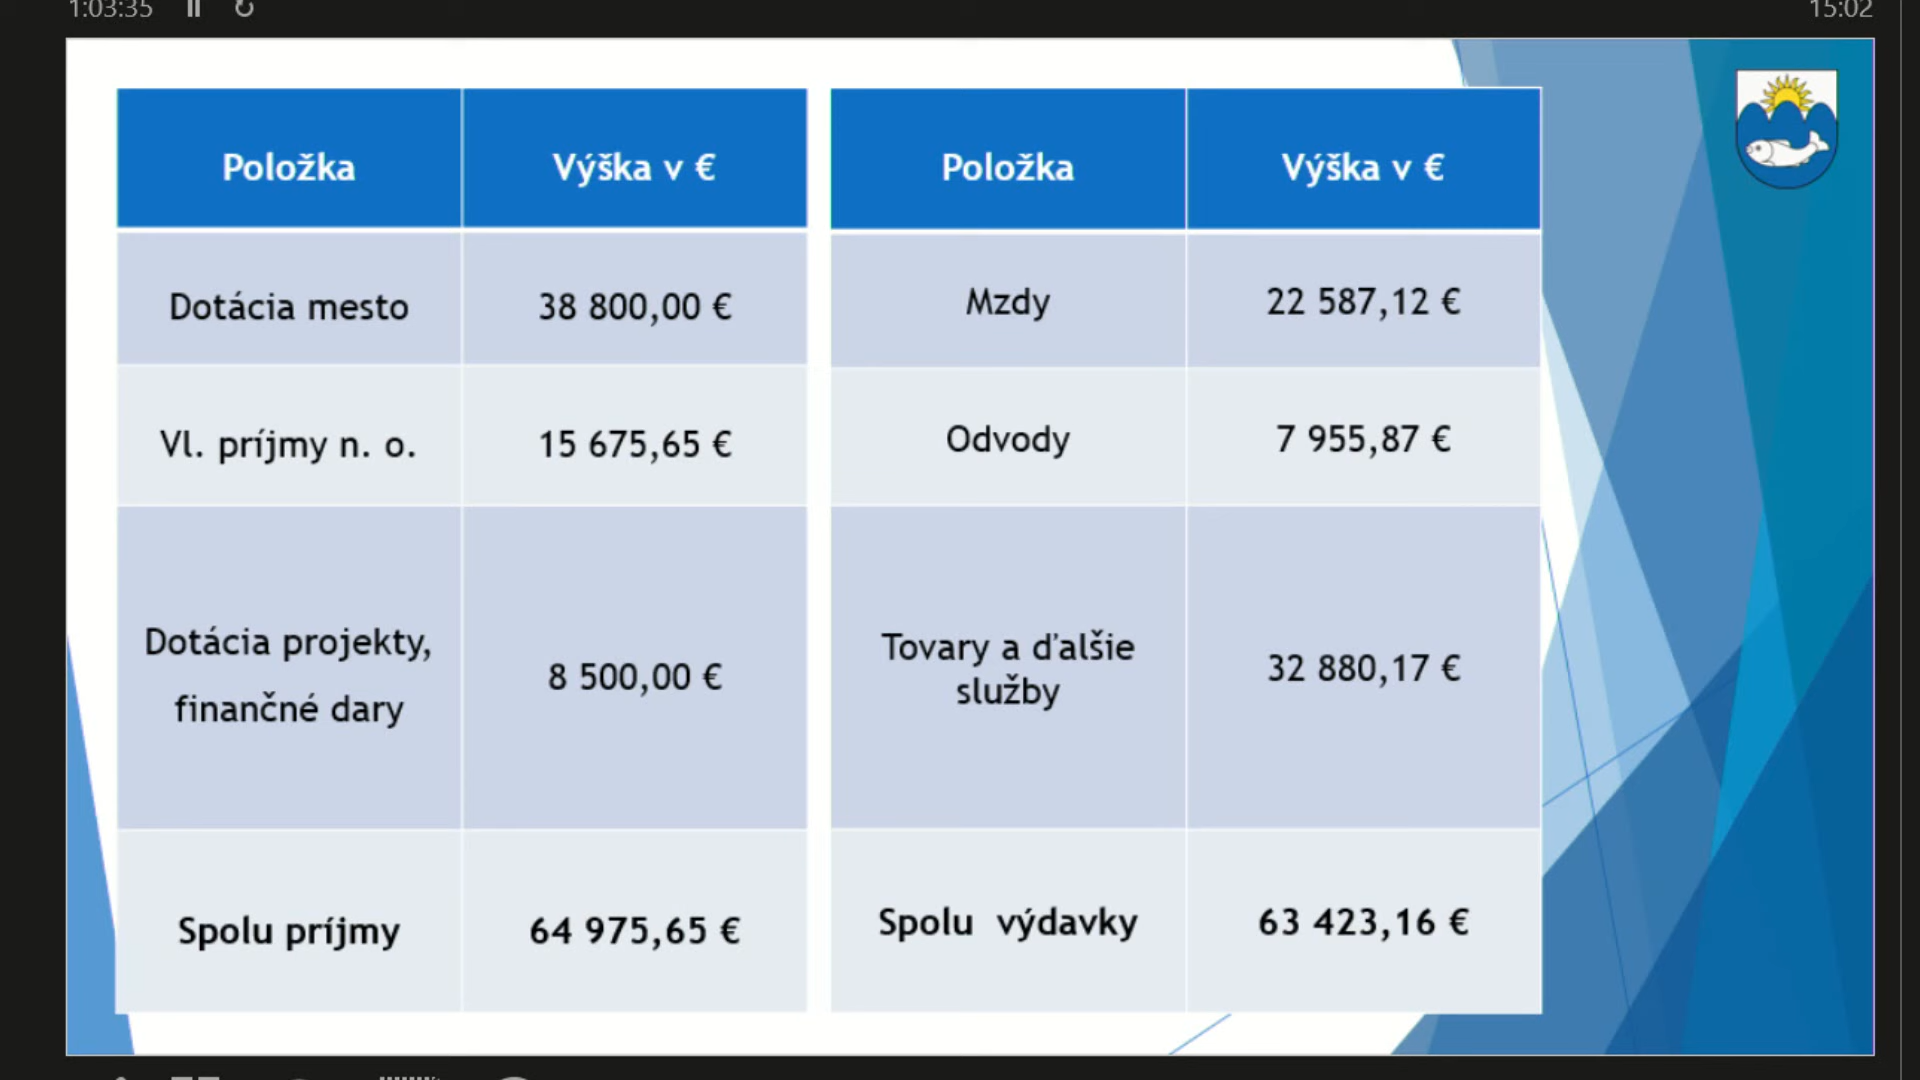 1:03:35
15:02
Položka Výška v €
Dotácia mesto 38 800,00 €
Vl. príjmy n. o. 15 675,65 €
Dotácia projekty,
finančné dary
8 500,00 €
Spolu príjmy 64 975,65 €
Položka Výška v €
Mzdy 22 587,12 €
Odvody 7 955,87 €
Tovary a ďalšie
služby
32 880,17 €
Spolu výdavky 63 423,16 €